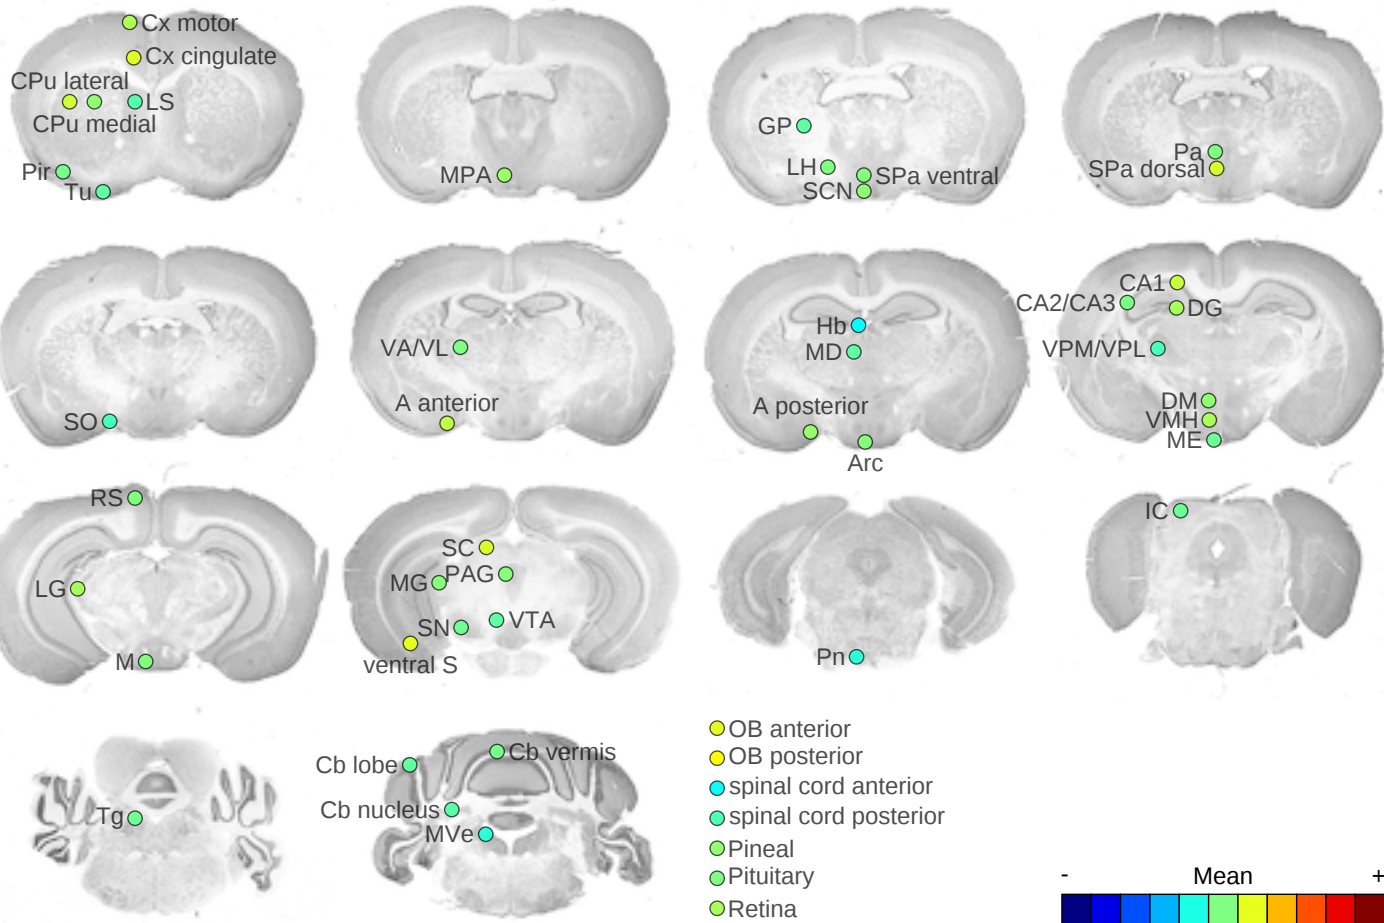 Cx motor
Cx cingulate
CPu lateral
LS
CPu medial
Pir
Tu
MPA
GP
LH
SPa ventral
SCN
Pa
SPa dorsal
SO
VA/VL
A anterior
Hb
MD
A posterior
Arc
CA1
CA2/CA3
DG
VPM/VPL
DM
VMH
ME
RS
LG
M
SC
MG
PAG
SN
VTA
ventral S
Pn
IC
Tg
Cb lobe
Cb vermis
Cb nucleus
MVe
OB anterior
OB posterior
spinal cord anterior
spinal cord posterior
Pineal
Pituitary
Retina
- Mean +